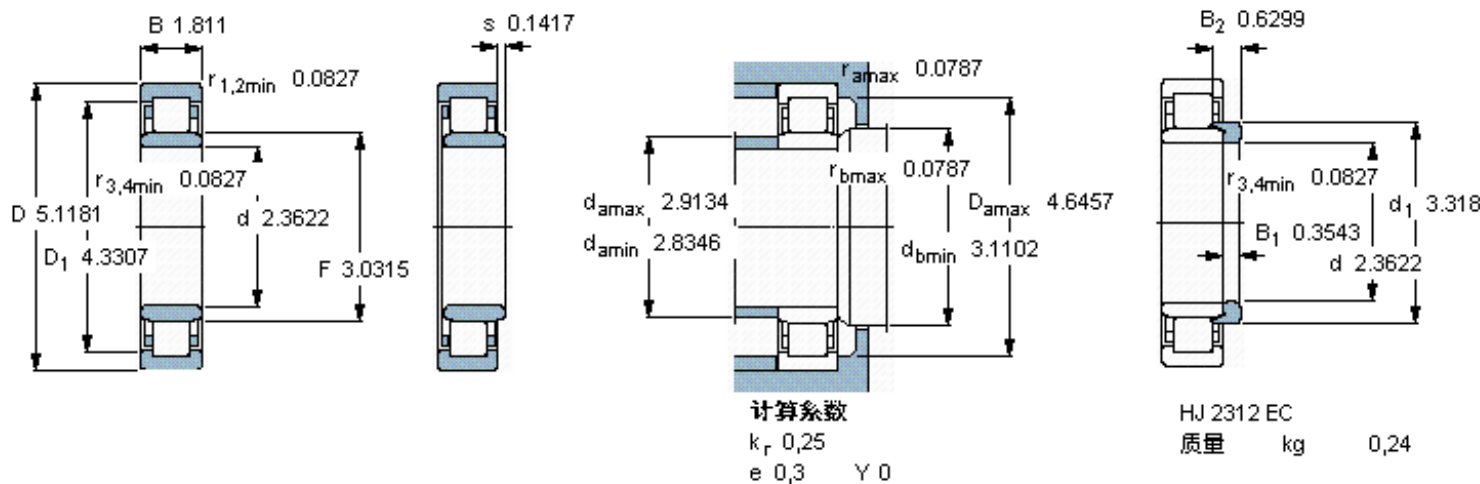 B 1.811
s 0.1417
B2 0.6299
r1,2min 0.0827
ramax 0.0787
r3,4min 0.0827
rbmax 0.0787
r3,4min 0.0827
D 5.1181
d 2.3622
damax 2.9134
Damax 4.6457
d1 3.318
D1 4.3307
F 3.0315
damin 2.8346
dbmin 3.1102
B1 0.3543
d 2.3622
计算系数
kr 0,25
e 0,3 Y 0
HJ 2312 EC
质量 kg 0,24